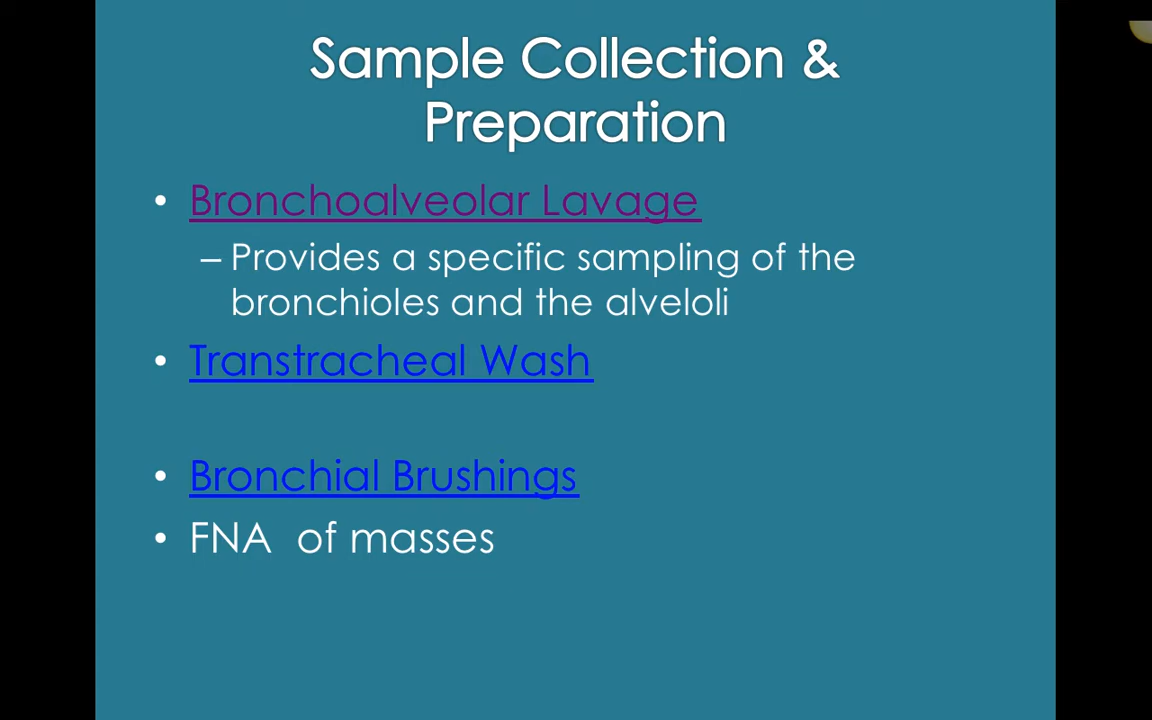 Sample Collection &
Preparation
• Bronchoalveolar Lavage
– Provides a specific sampling of the
bronchioles and the alveloli
• Transtracheal Wash
• Bronchial Brushings
• FNA  of masses